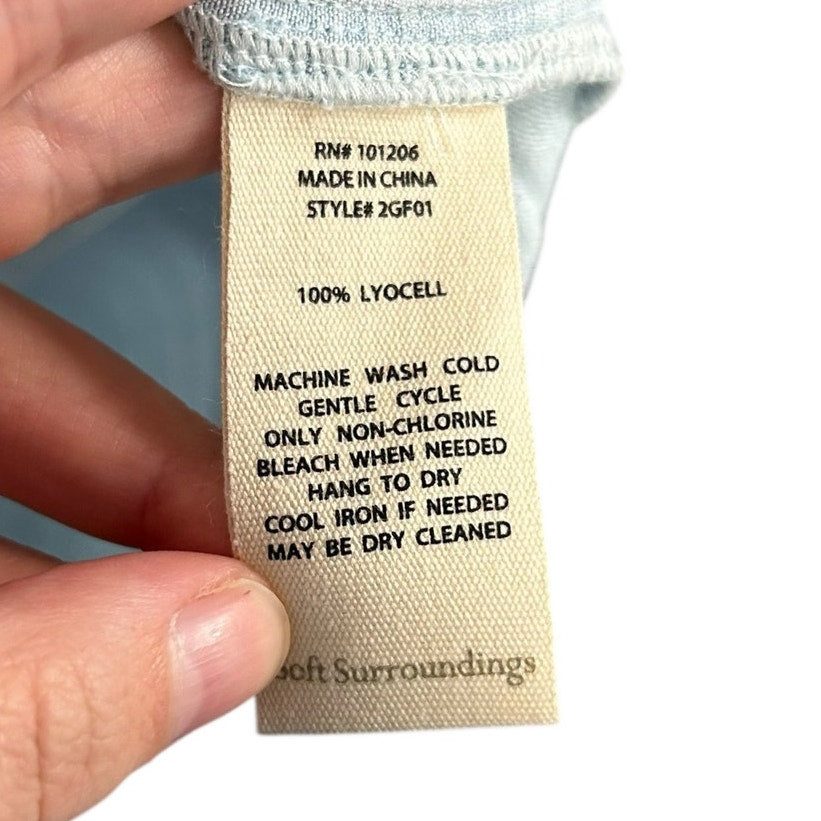 RN# 101206
MADE IN CHINA
STYLE# 2GF01
100% LYOCELL
MACHINE WASH COLD
GENTLE CYCLE
ONLY NON-CHLORINE
BLEACH WHEN NEEDED
HANG TO DRY
COOL IRON IF NEEDED
MAY BE DRY CLEANED
Soft Surroundings